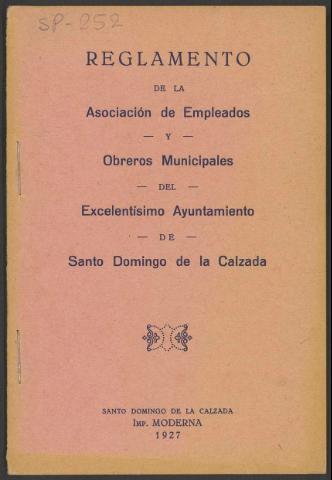 SP-252
REGLAMENTO
DE LA
Asociación de Empleados
— Y —
Obreros Municipales
— DEL —
Excelentísimo Ayuntamiento
— DE —
Santo Domingo de la Calzada
SANTO DOMINGO DE LA CALZADA
IMP. MODERNA
1927